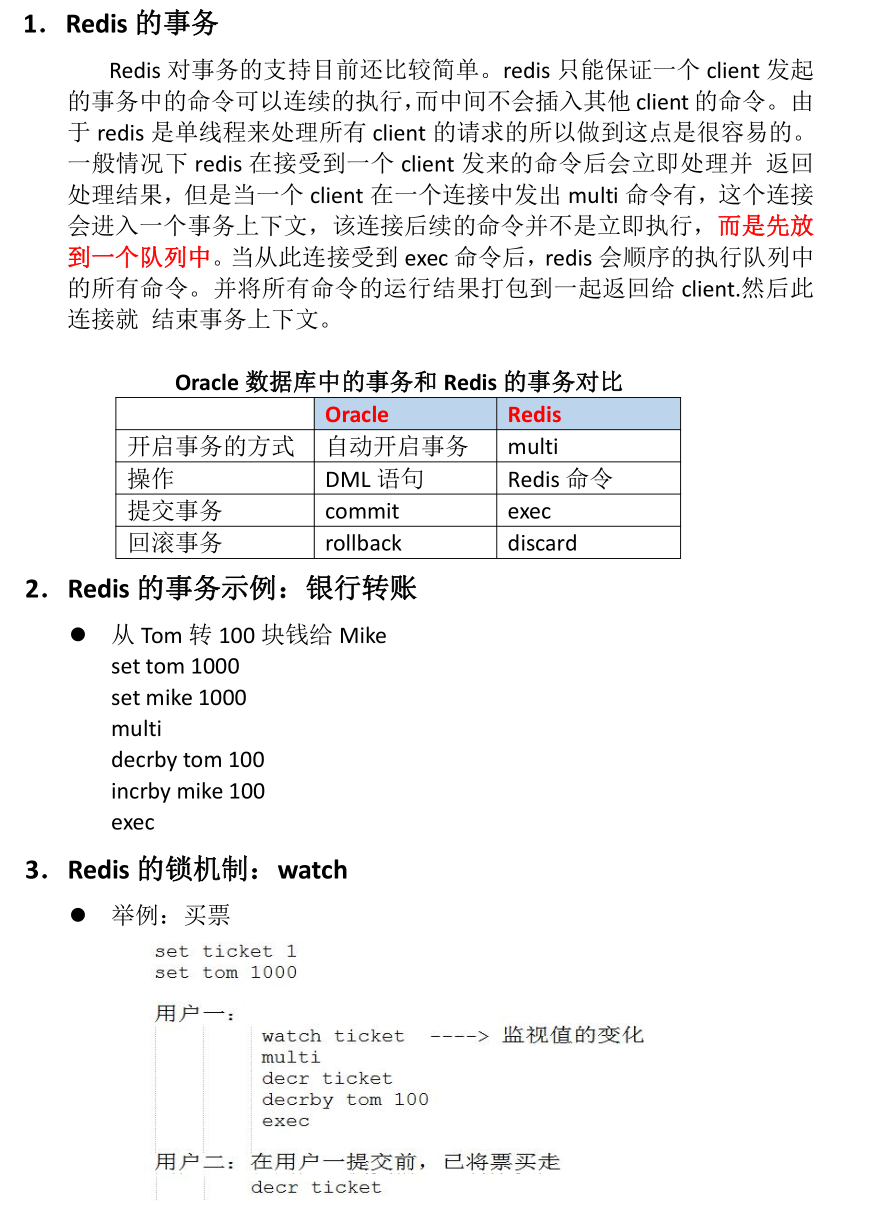 1. Redis 的事务
Redis 对事务的支持目前还比较简单。redis 只能保证一个 client 发起
的事务中的命令可以连续的执行，而中间不会插入其他 client 的命令。由
于 redis 是单线程来处理所有 client 的请求的所以做到这点是很容易的。
一般情况下 redis 在接受到一个 client 发来的命令后会立即处理并 返回
处理结果，但是当一个 client 在一个连接中发出 multi 命令有，这个连接
会进入一个事务上下文，该连接后续的命令并不是立即执行，而是先放
到一个队列中。当从此连接受到 exec 命令后，redis 会顺序的执行队列中
的所有命令。并将所有命令的运行结果打包到一起返回给 client.然后此
连接就 结束事务上下文。
Oracle 数据库中的事务和 Redis 的事务对比
Oracle Redis
开启事务的方式 自动开启事务 multi
操作 DML 语句 Redis 命令
提交事务 commit exec
回滚事务 rollback discard
2. Redis 的事务示例：银行转账
● 从 Tom 转 100 块钱给 Mike
set tom 1000
set mike 1000
multi
decrby tom 100
incrby mike 100
exec
3. Redis 的锁机制：watch
● 举例：买票
set ticket 1
set tom 1000
用户一：
watch ticket ----> 监视值的变化
multi
decr ticket
decrby tom 100
exec
用户二：在用户一提交前，已将票买走
decr ticket